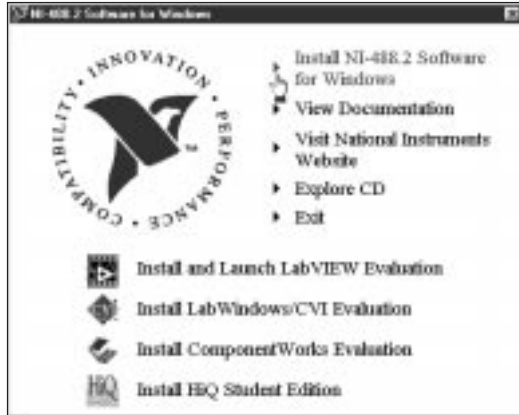 NI-488.2 Software for Windows
INNOVATION · PERFORMANCE · COMPATIBILITY ·
TM
Install NI-488.2 Software
for Windows
View Documentation
Visit National Instruments
Website
Explore CD
Exit
Install and Launch LabVIEW Evaluation
Install LabWindows/CVI Evaluation
Install ComponentWorks Evaluation
HiQ
Install HiQ Student Edition